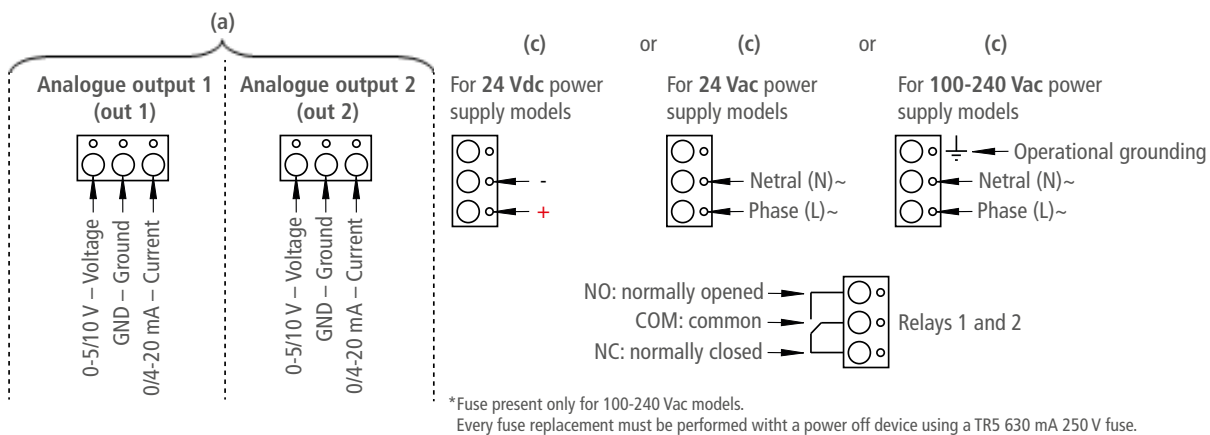 (a)
Analogue output 1
(out 1)
0-5/10 V – Voltage
GND – Ground
0/4-20 mA – Current
Analogue output 2
(out 2)
0-5/10 V – Voltage
GND – Ground
0/4-20 mA – Current
(c)
For 24 Vdc power
supply models
-
+
or
(c)
For 24 Vac power
supply models
Netral (N)~
Phase (L)~
or
(c)
For 100-240 Vac power
supply models
Operational grounding
Netral (N)~
Phase (L)~
NO: normally opened
COM: common
NC: normally closed
Relays 1 and 2
*Fuse present only for 100-240 Vac models.
Every fuse replacement must be performed witht a power off device using a TR5 630 mA 250 V fuse.